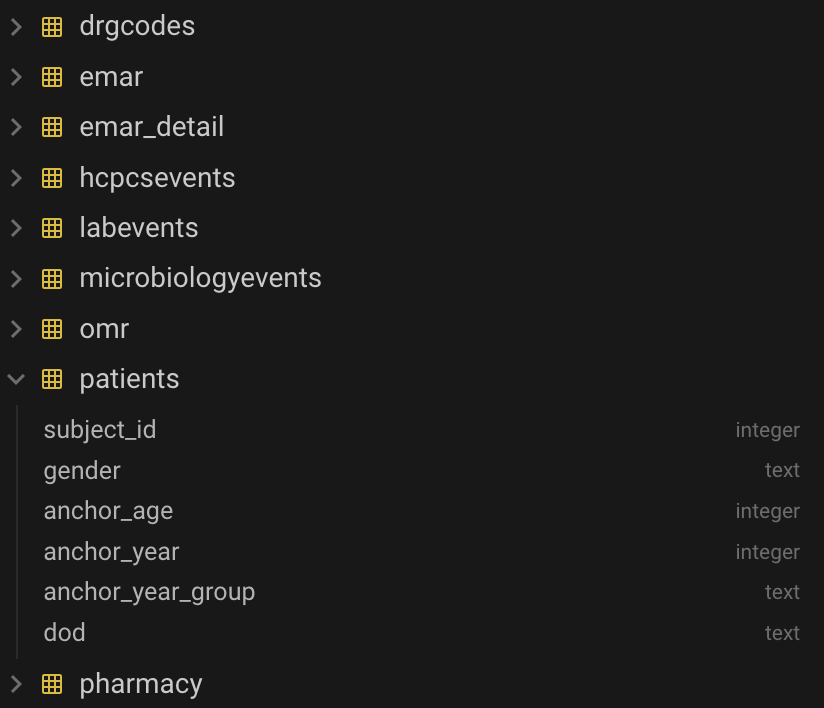 drgcodes
emar
emar_detail
hcpcsevents
labevents
microbiologyevents
omr
patients
subject_id integer
gender text
anchor_age integer
anchor_year integer
anchor_year_group text
dod text
pharmacy